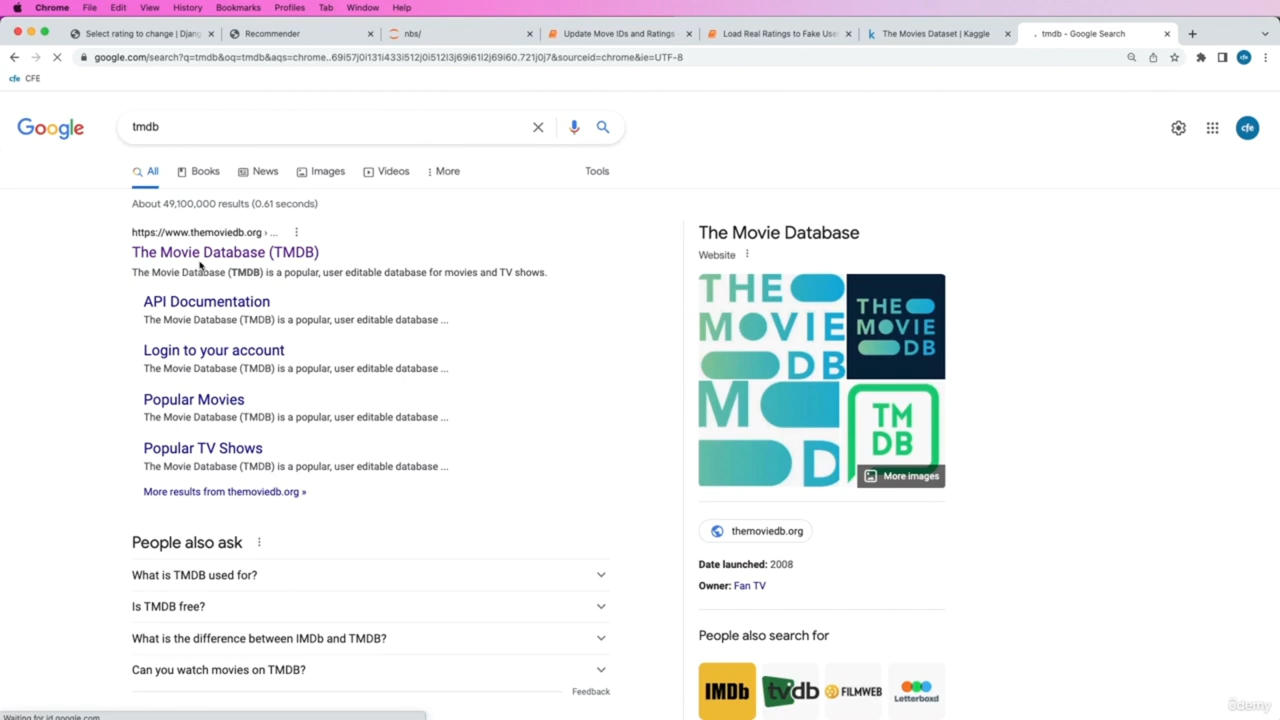 Chrome File Edit View History Bookmarks Profiles Tab Window Help
Select rating to change | Djang
Recommender
nbs/
Update Move IDs and Ratings
Load Real Ratings to Fake Use
The Movies Dataset | Kaggle
tmdb - Google Search
google.com/search?q=tmdb&oq=tmdb&aqs=chrome..69i57j0i131i433i512j0i512l3j69i61l2j69i60.721j0j7&sourceid=chrome&ie=UTF-8
cfe CFE
Google
tmdb
cfe
All Books News Images Videos More Tools
About 49,100,000 results (0.61 seconds)
https://www.themoviedb.org › ...
The Movie Database (TMDB)
The Movie Database (TMDB) is a popular, user editable database for movies and TV shows.
API Documentation
The Movie Database (TMDB) is a popular, user editable database ...
Login to your account
The Movie Database (TMDB) is a popular, user editable database ...
Popular Movies
The Movie Database (TMDB) is a popular, user editable database ...
Popular TV Shows
The Movie Database (TMDB) is a popular, user editable database ...
More results from themoviedb.org »
People also ask
What is TMDB used for?
Is TMDB free?
What is the difference between IMDb and TMDB?
Can you watch movies on TMDB?
Feedback
The Movie Database
Website
THE
MOVIE
DB
THE
MOVIE
DB
M
D
TM
DB
More images
themoviedb.org
Date launched: 2008
Owner: Fan TV
People also search for
IMDb
tvdb
FILMWEB
Letterboxd
Waiting for id.google.com
ûdemy